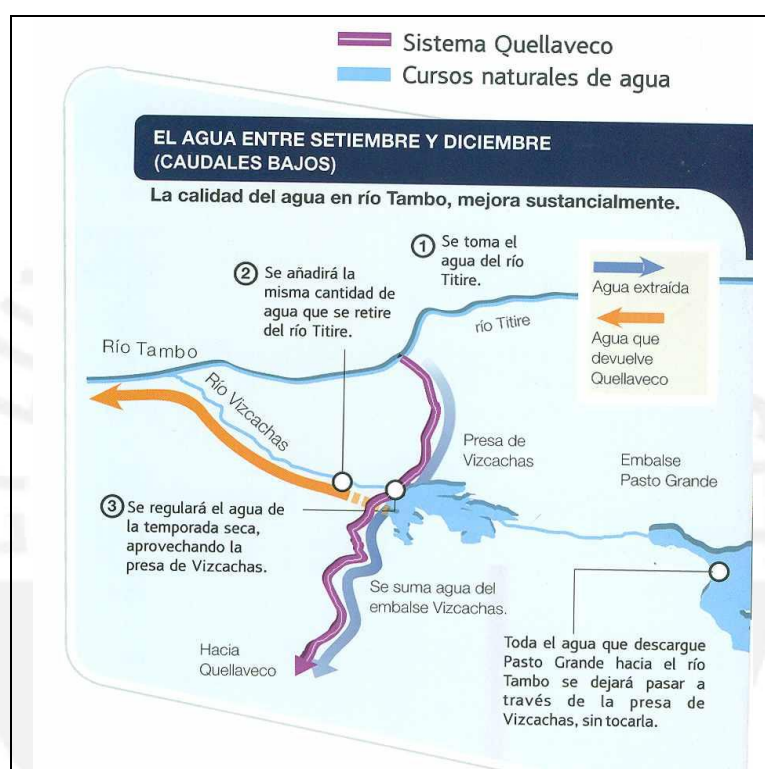 Sistema Quellaveco
Cursos naturales de agua
EL AGUA ENTRE SETIEMBRE Y DICIEMBRE
(CAUDALES BAJOS)
La calidad del agua en río Tambo, mejora sustancialmente.
1 Se toma el
agua del río
Titire.
2 Se añadirá la
misma cantidad de
agua que se retire
del río Titire.
Agua extraída
Agua que
devuelve
Quellaveco
río Titire
Río Tambo
Río Vizcachas
Presa de
Vizcachas
Embalse
Pasto Grande
3 Se regulará el agua de
la temporada seca,
aprovechando la
presa de Vizcachas.
Se suma agua del
embalse Vizcachas.
Hacia
Quellaveco
Toda el agua que descargue
Pasto Grande hacia el río
Tambo se dejará pasar a
través de la presa de
Vizcachas, sin tocarla.